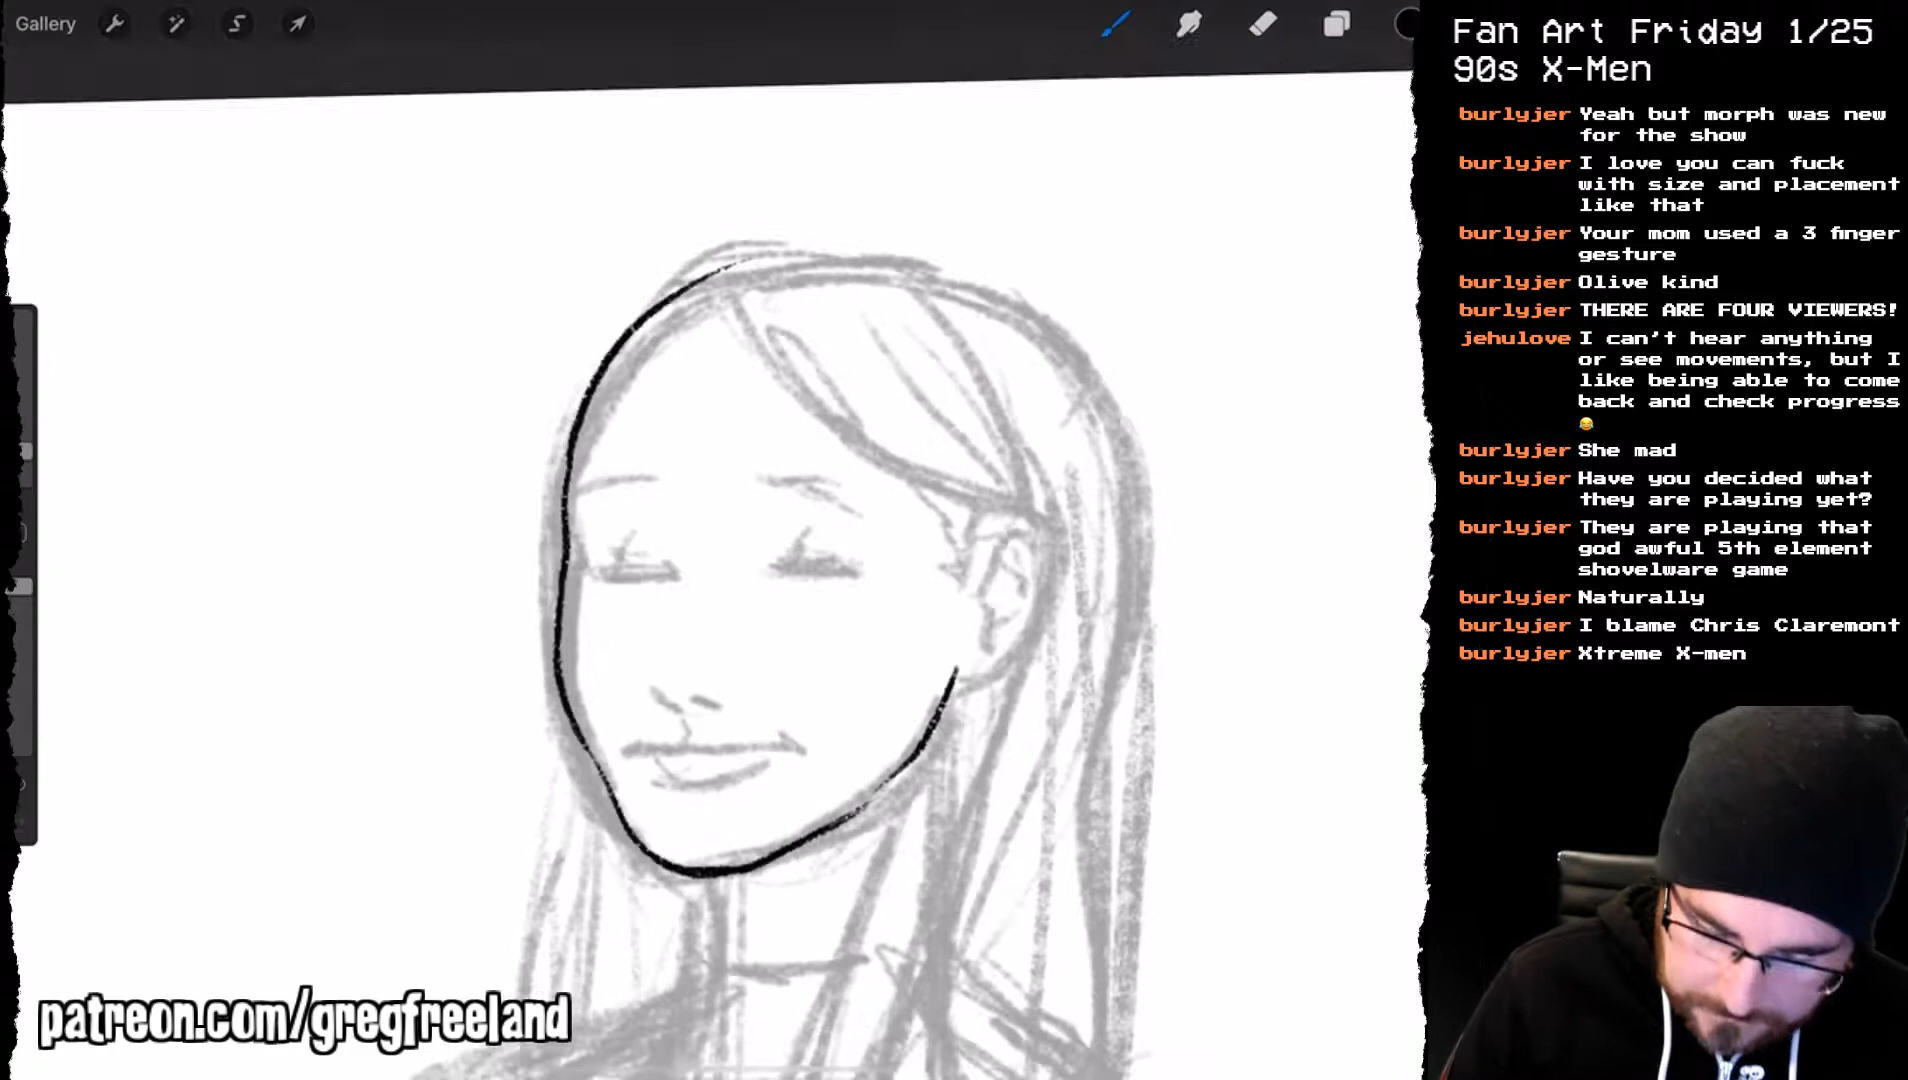 Gallery
Fan Art Friday 1/25
90s X-Men
burlyjer Yeah but morph was new
for the show
burlyjer I love you can fuck
with size and placement
like that
burlyjer Your mom used a 3 finger
gesture
burlyjer Olive kind
burlyjer THERE ARE FOUR VIEWERS!
jehulove I can't hear anything
or see movements, but I
like being able to come
back and check progress
😂
burlyjer She mad
burlyjer Have you decided what
they are playing yet?
burlyjer They are playing that
god awful 5th element
shovelware game
burlyjer Naturally
burlyjer I blame Chris Claremont
burlyjer Xtreme X-men
patreon.com/gregfreeland